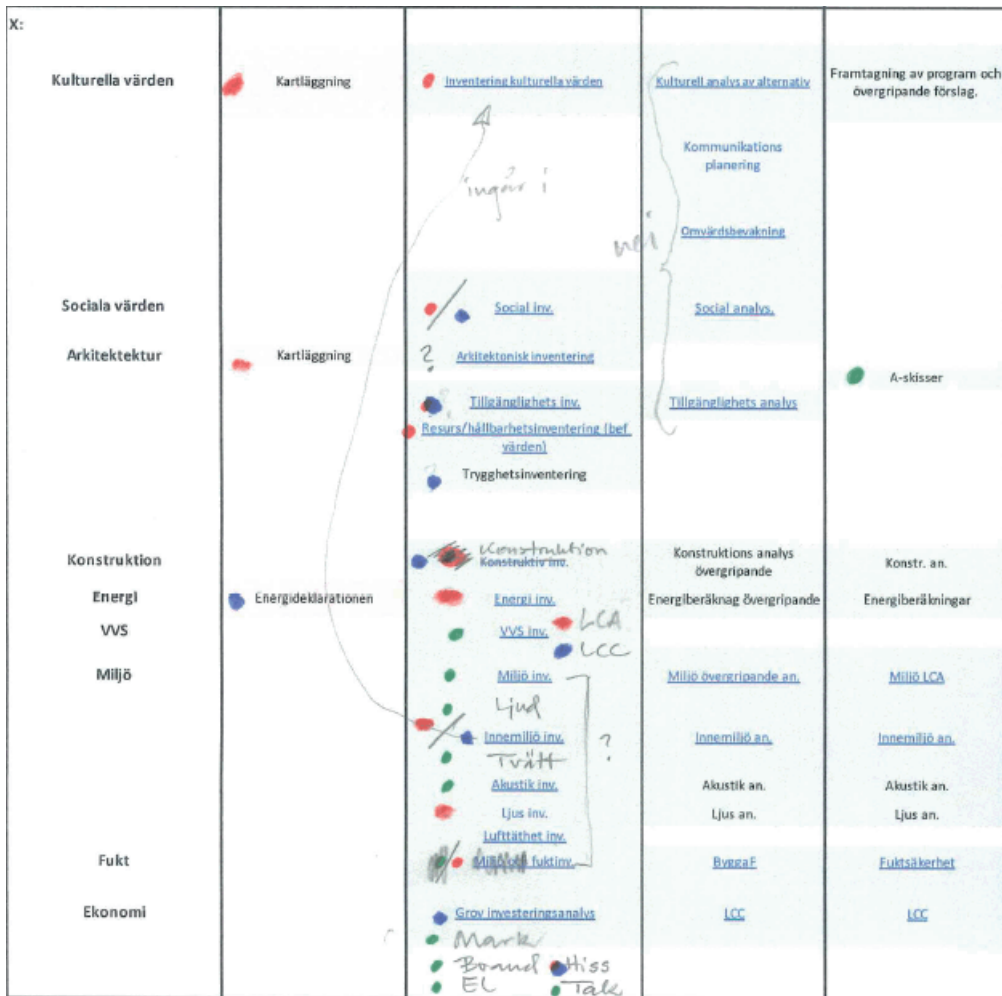 X:
Kulturella värden
Kartläggning
Inventering kulturella värden
Kulturell analys av alternativ
Framtagning av program och
övergripande förslag.
Kommunikations
planering
ingår i
nej
Omvärdsbevakning
Sociala värden
Social inv.
Social analys.
Arkitektektur
Kartläggning
?
Arkitektonisk inventering
A-skisser
Tillgänglighets inv.
Tillgänglighets analys
Resurs/hållbarhetsinventering (bef
värden)
Trygghetsinventering
Konstruktion
Konstruktion
Konstruktiv inv.
Konstruktions analys
övergripande
Konstr. an.
Energi
Energideklarationen
Energi inv.
Energiberäknag övergripande
Energiberäkningar
LCA
VVS
VVS inv.
LCC
Miljö
Miljö inv.
Miljö övergripande an.
Miljö LCA
Ljud
Innemiljö inv.
?
Innemiljö an.
Innemiljö an.
Tvätt
Akustik inv.
Akustik an.
Akustik an.
Ljus inv.
Ljus an.
Ljus an.
Lufttäthet inv.
Fukt
fuktinv.
ByggaF
Fuktsäkerhet
Ekonomi
Grov investeringsanalys
LCC
LCC
Mark
Brand Hiss
EL Tak